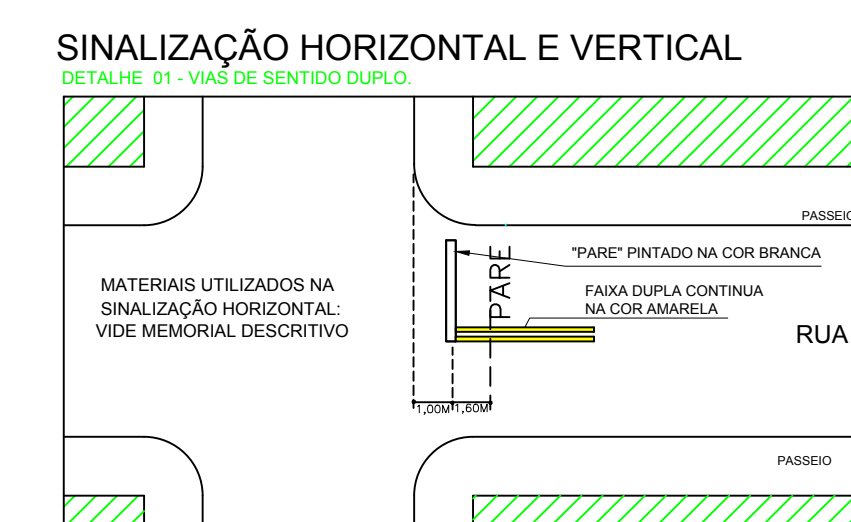 SINALIZAÇÃO HORIZONTAL E VERTICAL
DETALHE 01 - VIAS DE SENTIDO DUPLO.
PASSEIO
"PARE" PINTADO NA COR BRANCA
PARE
MATERIAIS UTILIZADOS NA
SINALIZAÇÃO HORIZONTAL:
VIDE MEMORIAL DESCRITIVO
FAIXA DUPLA CONTINUA
NA COR AMARELA
RUA
1,00M 1,60M
PASSEIO